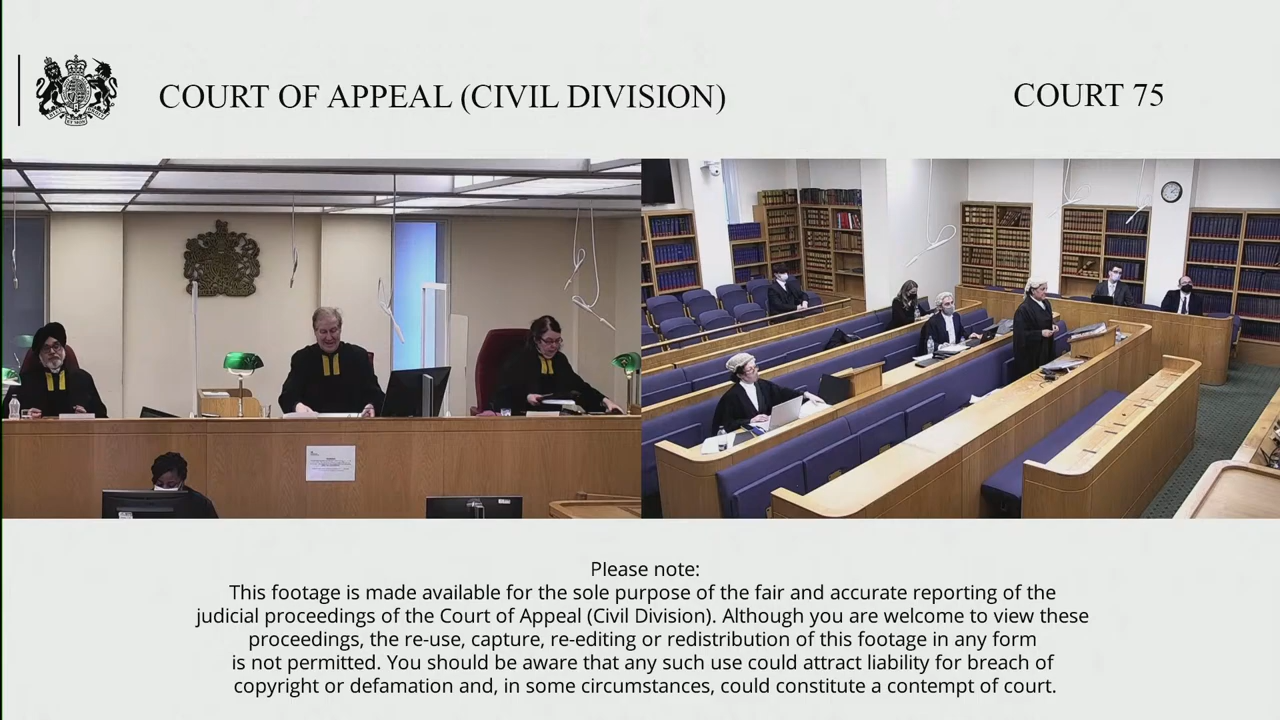 COURT OF APPEAL (CIVIL DIVISION)
COURT 75
Please note:
This footage is made available for the sole purpose of the fair and accurate reporting of the
judicial proceedings of the Court of Appeal (Civil Division). Although you are welcome to view these
proceedings, the re-use, capture, re-editing or redistribution of this footage in any form
is not permitted. You should be aware that any such use could attract liability for breach of
copyright or defamation and, in some circumstances, could constitute a contempt of court.